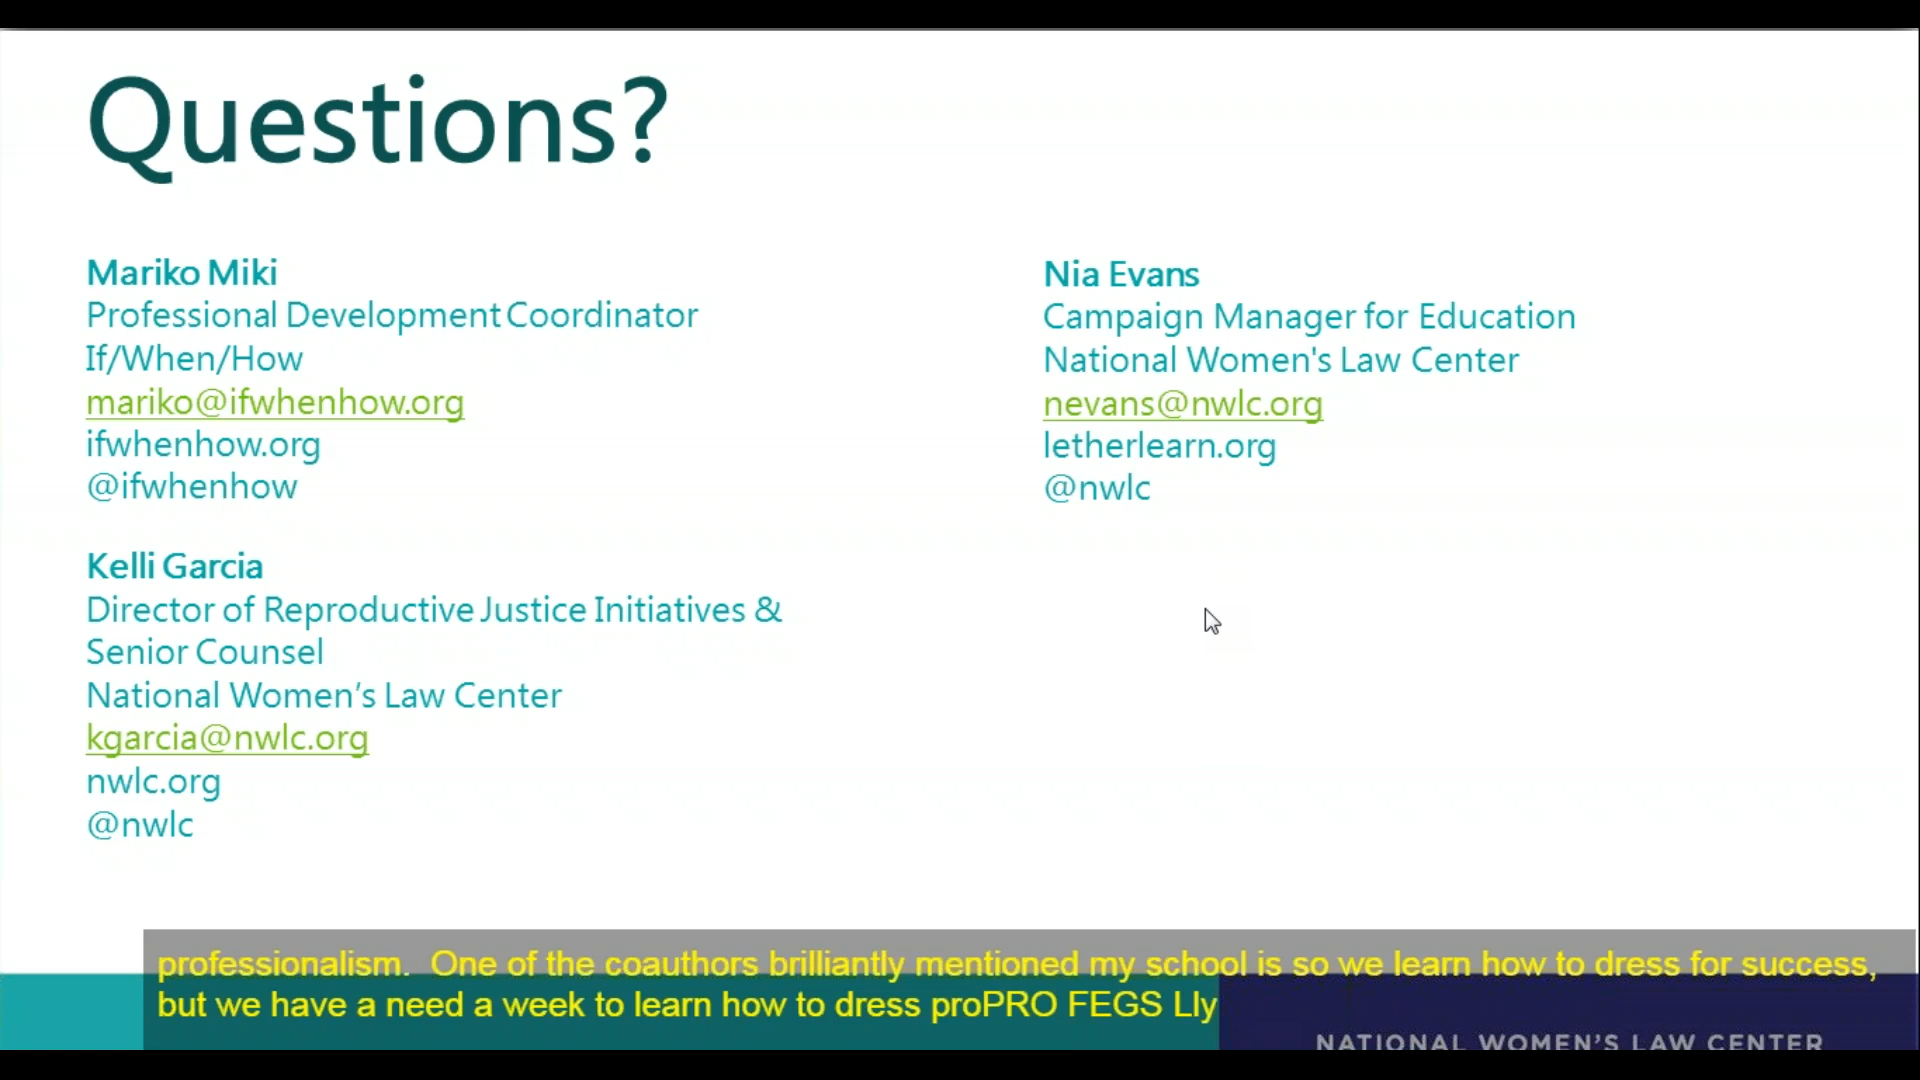 Questions?
Mariko Miki
Professional Development Coordinator
If/When/How
mariko@ifwhenhow.org
ifwhenhow.org
@ifwhenhow
Kelli Garcia
Director of Reproductive Justice Initiatives &
Senior Counsel
National Women’s Law Center
kgarcia@nwlc.org
nwlc.org
@nwlc
Nia Evans
Campaign Manager for Education
National Women's Law Center
nevans@nwlc.org
letherlearn.org
@nwlc
professionalism.  One of the coauthors brilliantly mentioned my school is so we learn how to dress for success,
but we have a need a week to learn how to dress proPRO FEGS Lly
NATIONAL WOMEN’S LAW CENTER